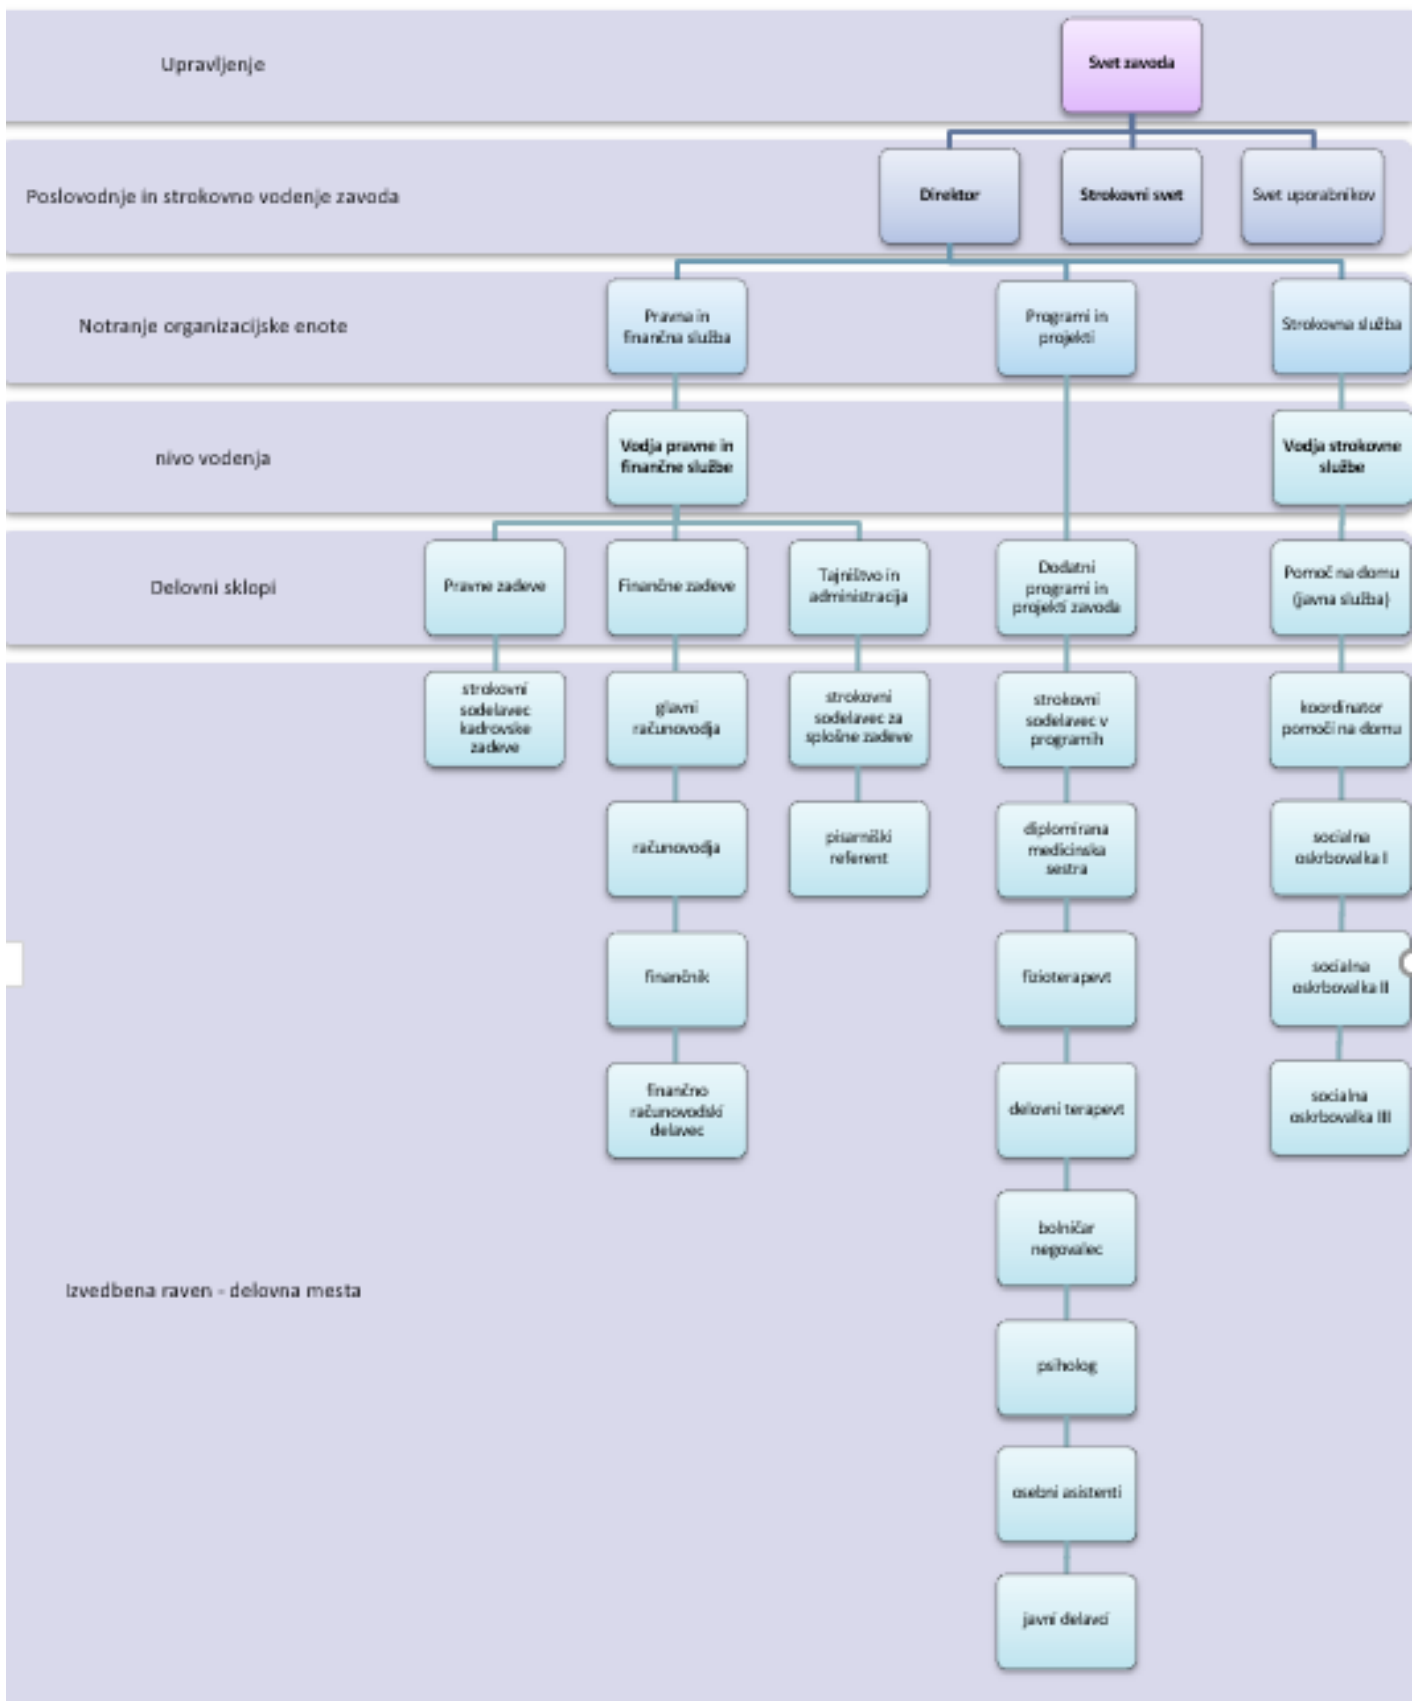 Upravljenje
Svet zavoda
Poslovodnje in strokovno vodenje zavoda
Direktor
Strokovni svet
Svet uporabnikov
Notranje organizacijske enote
Pravna in
finančna služba
Programi in
projekti
Strokovna služba
nivo vodenja
Vodja pravne in
finančne službe
Vodja strokovne
službe
Delovni sklopi
Pravne zadeve
Finančne zadeve
Tajništvo in
administracija
Dodatni
programi in
projekti zavoda
Pomoč na domu
(javna služba)
Izvedbena raven - delovna mesta
strokovni
sodelavec
kadrovske
zadeve
glavni
računovodja
strokovni
sodelavec za
splošne zadeve
strokovni
sodelavec v
programih
koordinator
pomoči na domu
računovodja
pisarniški
referent
diplomirana
medicinska
sestra
socialna
oskrbovalka I
finančnik
fizioterapevt
socialna
oskrbovalka II
finančno
računovodski
delavec
delovni terapevt
socialna
oskrbovalka III
bolničar
negovalec
psiholog
osebni asistenti
javni delavci